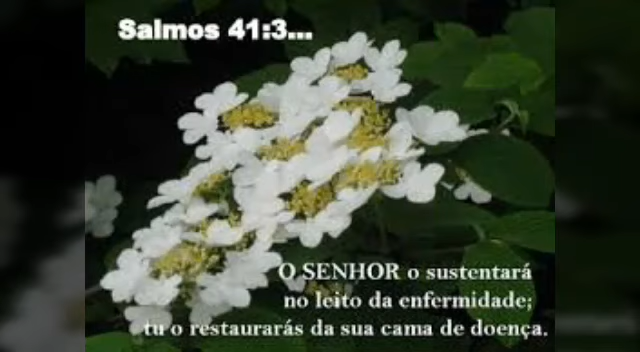 Salmos 41:3...
O SENHOR o sustentará
no leito da enfermidade;
tu o restaurarás da sua cama de doença.